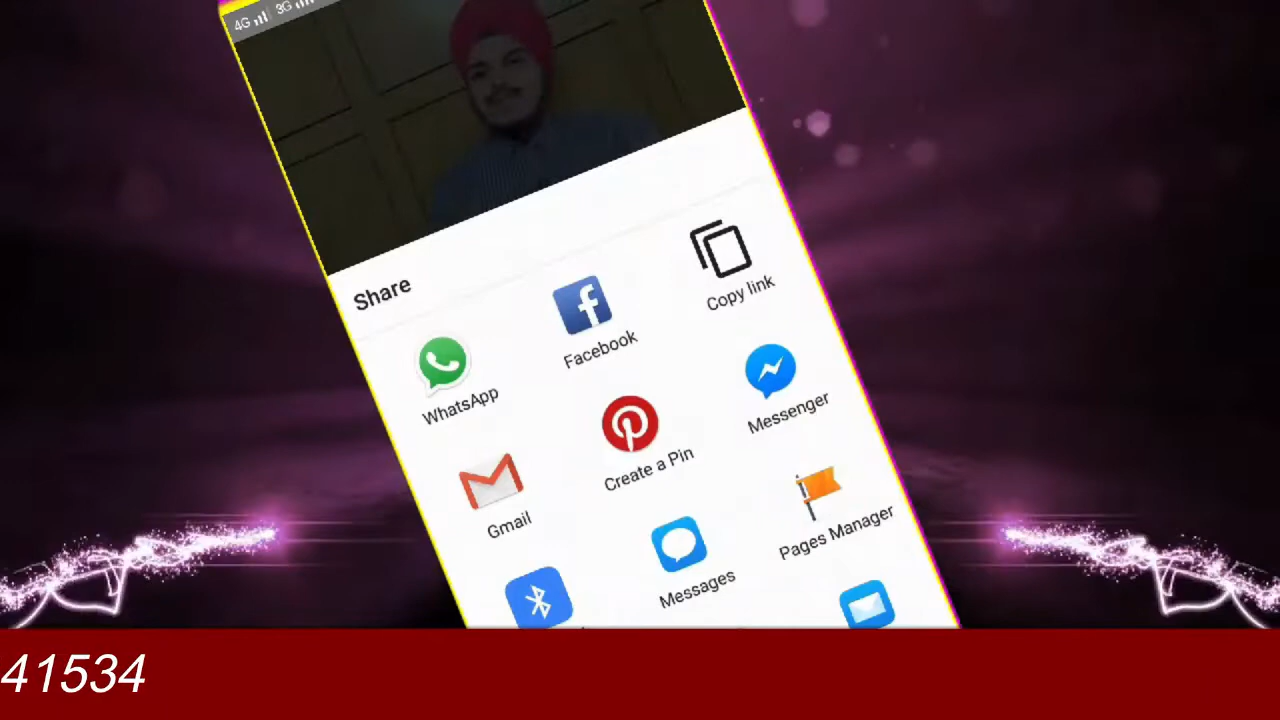 4G 3G
Share
WhatsApp
Facebook
Copy link
Gmail
Create a Pin
Messenger
Messages
Pages Manager
41534